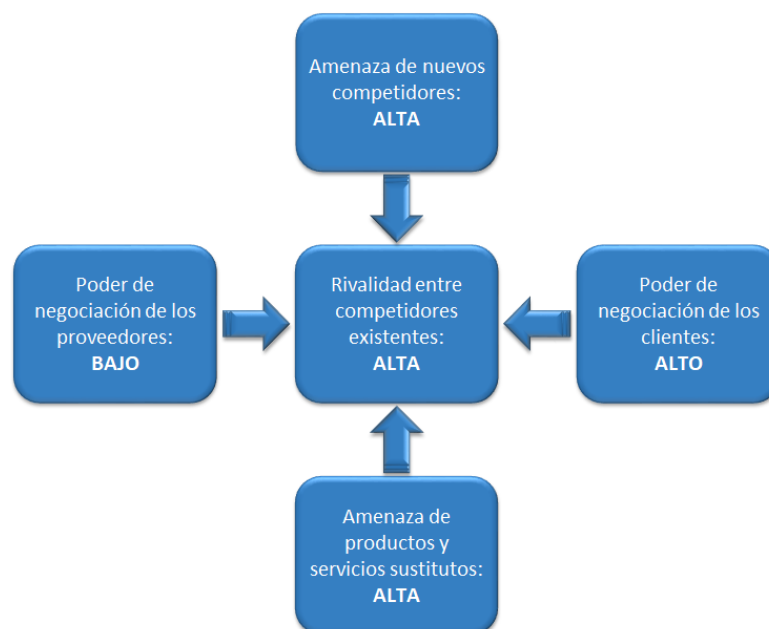 Amenaza de nuevos
competidores:
ALTA
Poder de
negociación de los
proveedores:
BAJO
Rivalidad entre
competidores
existentes:
ALTA
Poder de
negociación de los
clientes:
ALTO
Amenaza de
productos y
servicios sustitutos:
ALTA